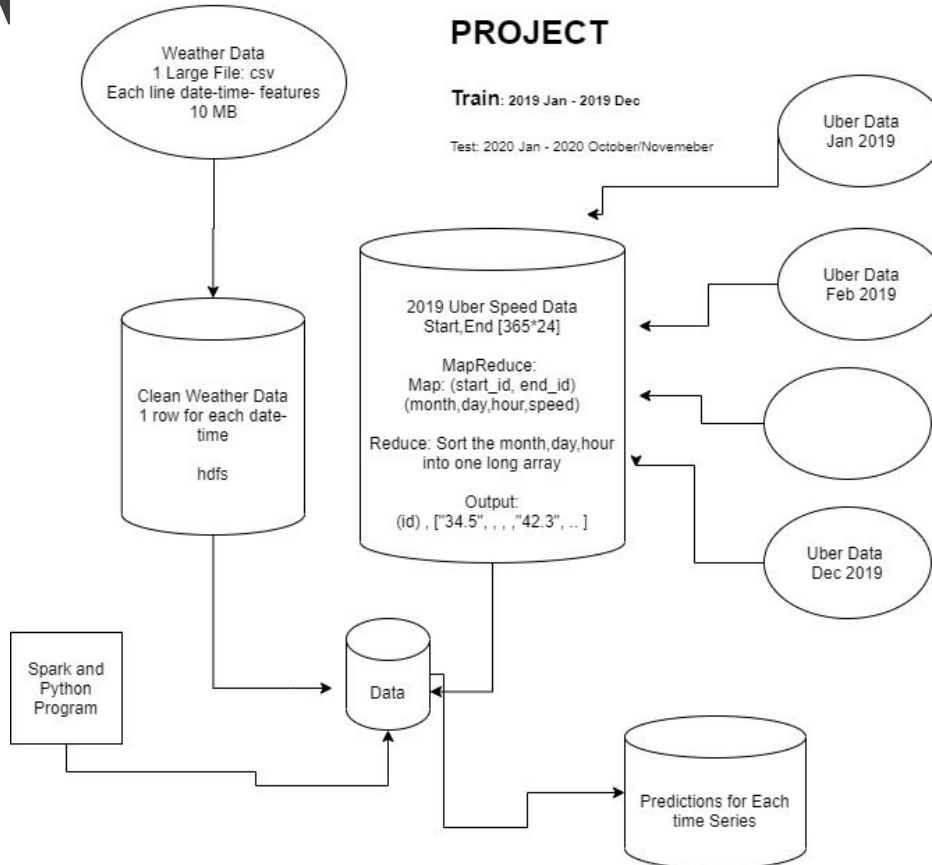 PROJECT
Train: 2019 Jan - 2019 Dec
Test: 2020 Jan - 2020 October/Novemeber
Weather Data
1 Large File: csv
Each line date-time- features
10 MB
Uber Data
Jan 2019
Uber Data
Feb 2019
2019 Uber Speed Data
Start,End [365*24]
MapReduce:
Map: (start_id, end_id)
(month,day,hour,speed)
Reduce: Sort the month,day,hour
into one long array
Output:
(id) , ["34.5", , , ,"42.3", .. ]
Clean Weather Data
1 row for each date-
time
hdfs
Uber Data
Dec 2019
Spark and
Python
Program
Data
Predictions for Each
time Series